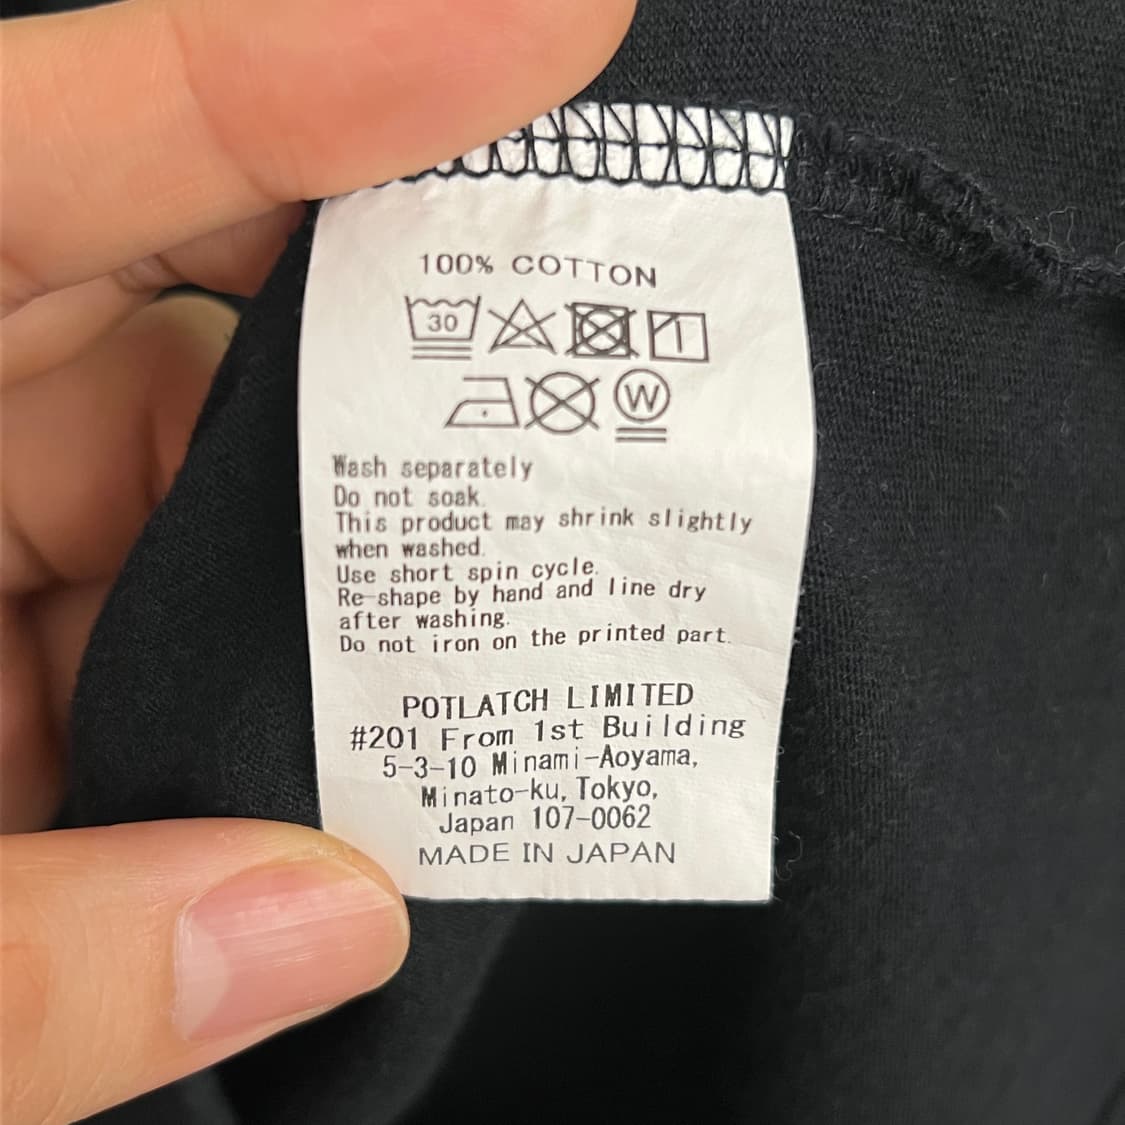 100% COTTON
30
W
Wash separately
Do not soak.
This product may shrink slightly
when washed.
Use short spin cycle.
Re-shape by hand and line dry
after washing.
Do not iron on the printed part.
POTLATCH LIMITED
#201 From 1st Building
5-3-10 Minami-Aoyama,
Minato-ku, Tokyo,
Japan 107-0062
MADE IN JAPAN